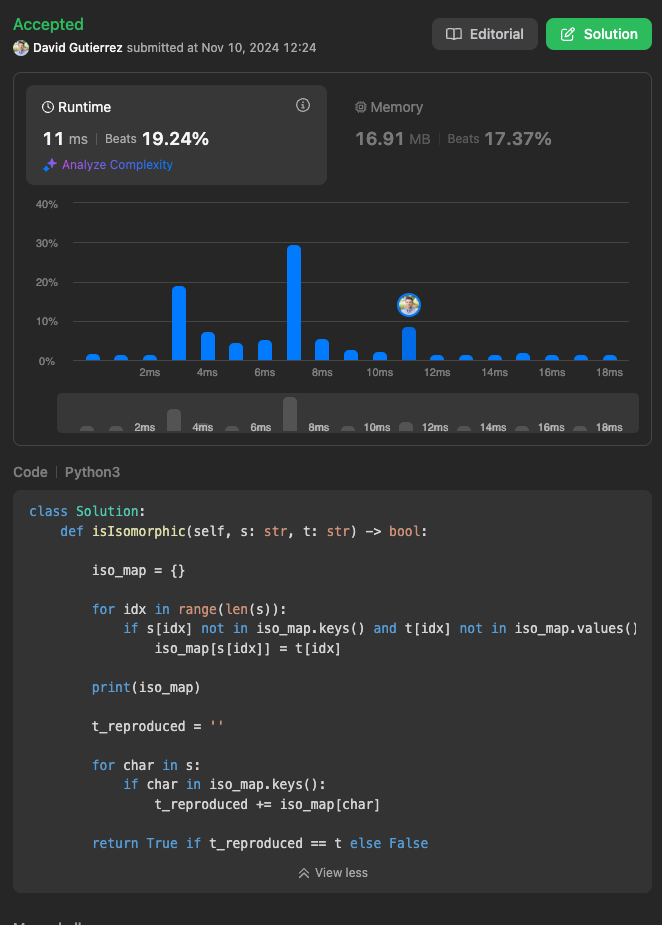 Accepted
David Gutierrez submitted at Nov 10, 2024 12:24
Editorial
Solution
Runtime
11 ms | Beats 19.24%
Analyze Complexity
Memory
16.91 MB | Beats 17.37%
40%
30%
20%
10%
0%
2ms 4ms 6ms 8ms 10ms 12ms 14ms 16ms 18ms
2ms 4ms 6ms 8ms 10ms 12ms 14ms 16ms 18ms
Code | Python3
class Solution:
    def isIsomorphic(self, s: str, t: str) -> bool:
        iso_map = {}
        for idx in range(len(s)):
            if s[idx] not in iso_map.keys() and t[idx] not in iso_map.values()
                iso_map[s[idx]] = t[idx]
        print(iso_map)
        t_reproduced = ''
        for char in s:
            if char in iso_map.keys():
                t_reproduced += iso_map[char]
        return True if t_reproduced == t else False
View less